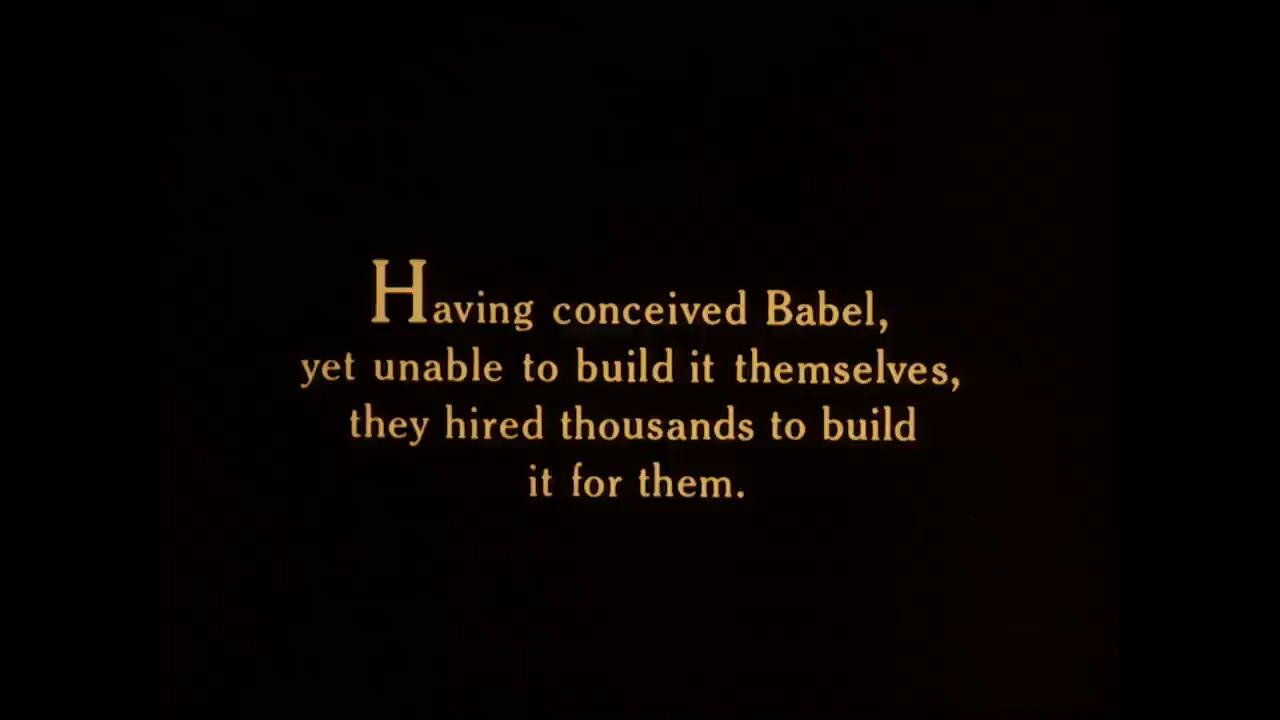 Having conceived Babel,
yet unable to build it themselves,
they hired thousands to build
it for them.